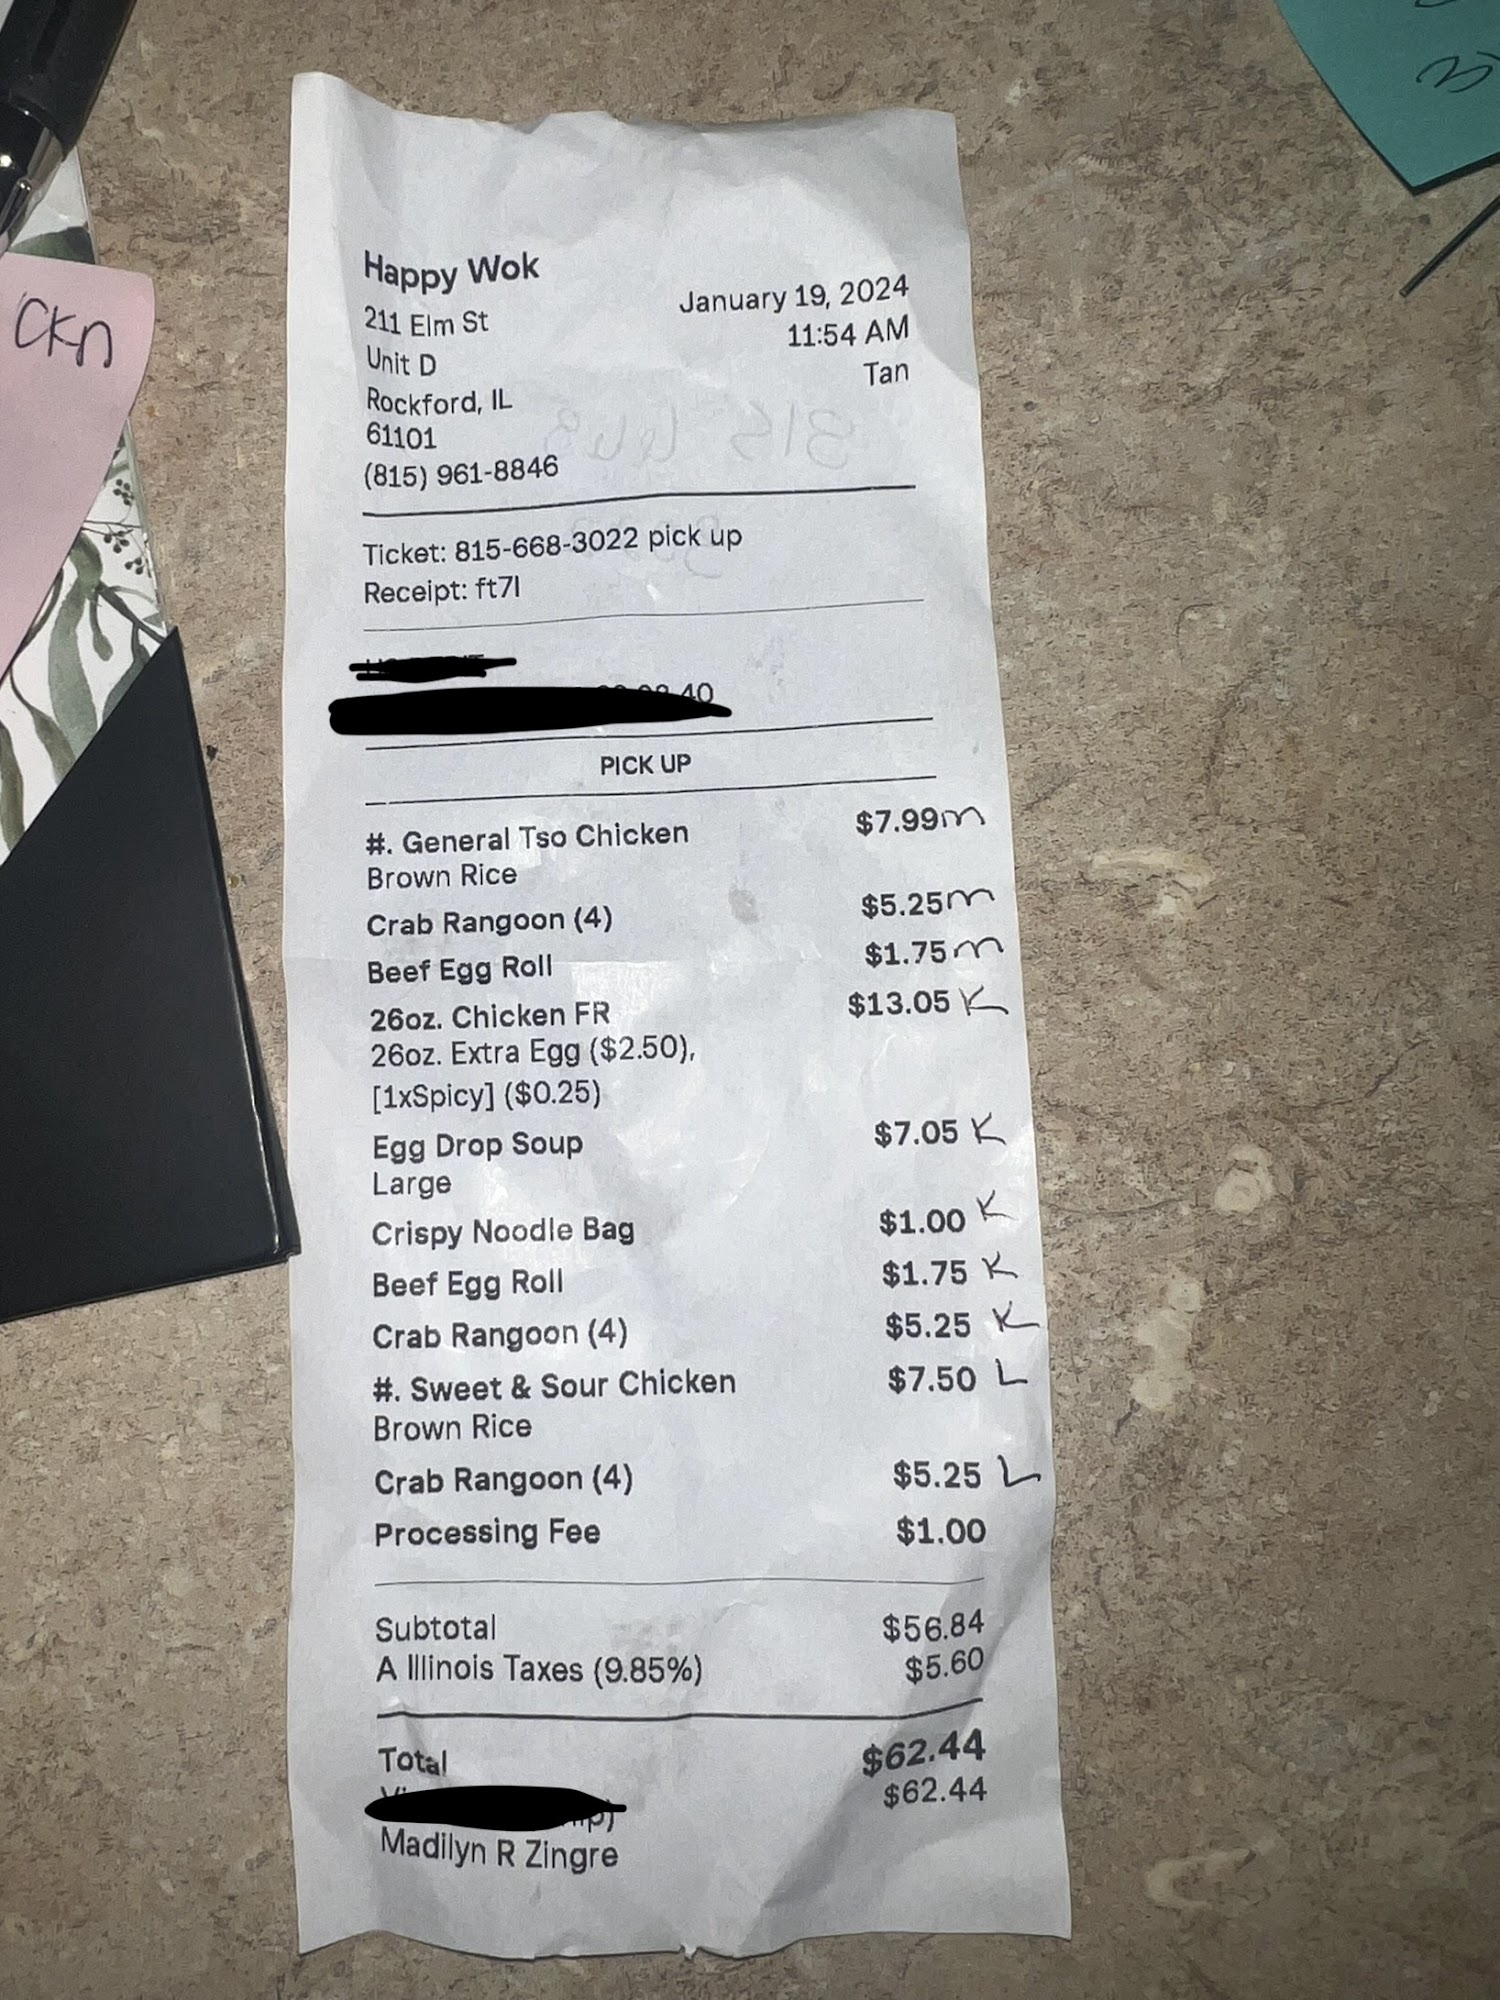 Happy Wok
211 Elm St
Unit D
Rockford, IL
61101
(815) 961-8846
January 19, 2024
11:54 AM
Tan
Ticket: 815-668-3022 pick up
Receipt: ft7l
40
PICK UP
#. General Tso Chicken $7.99 m
Brown Rice
Crab Rangoon (4) $5.25 m
Beef Egg Roll $1.75 m
26oz. Chicken FR $13.05 K
26oz. Extra Egg ($2.50),
[1xSpicy] ($0.25)
Egg Drop Soup $7.05 K
Large
Crispy Noodle Bag $1.00 K
Beef Egg Roll $1.75 K
Crab Rangoon (4) $5.25 K
#. Sweet & Sour Chicken $7.50 L
Brown Rice
Crab Rangoon (4) $5.25 L
Processing Fee $1.00
Subtotal $56.84
A Illinois Taxes (9.85%) $5.60
Total $62.44
$62.44
Madilyn R Zingre
Ckn